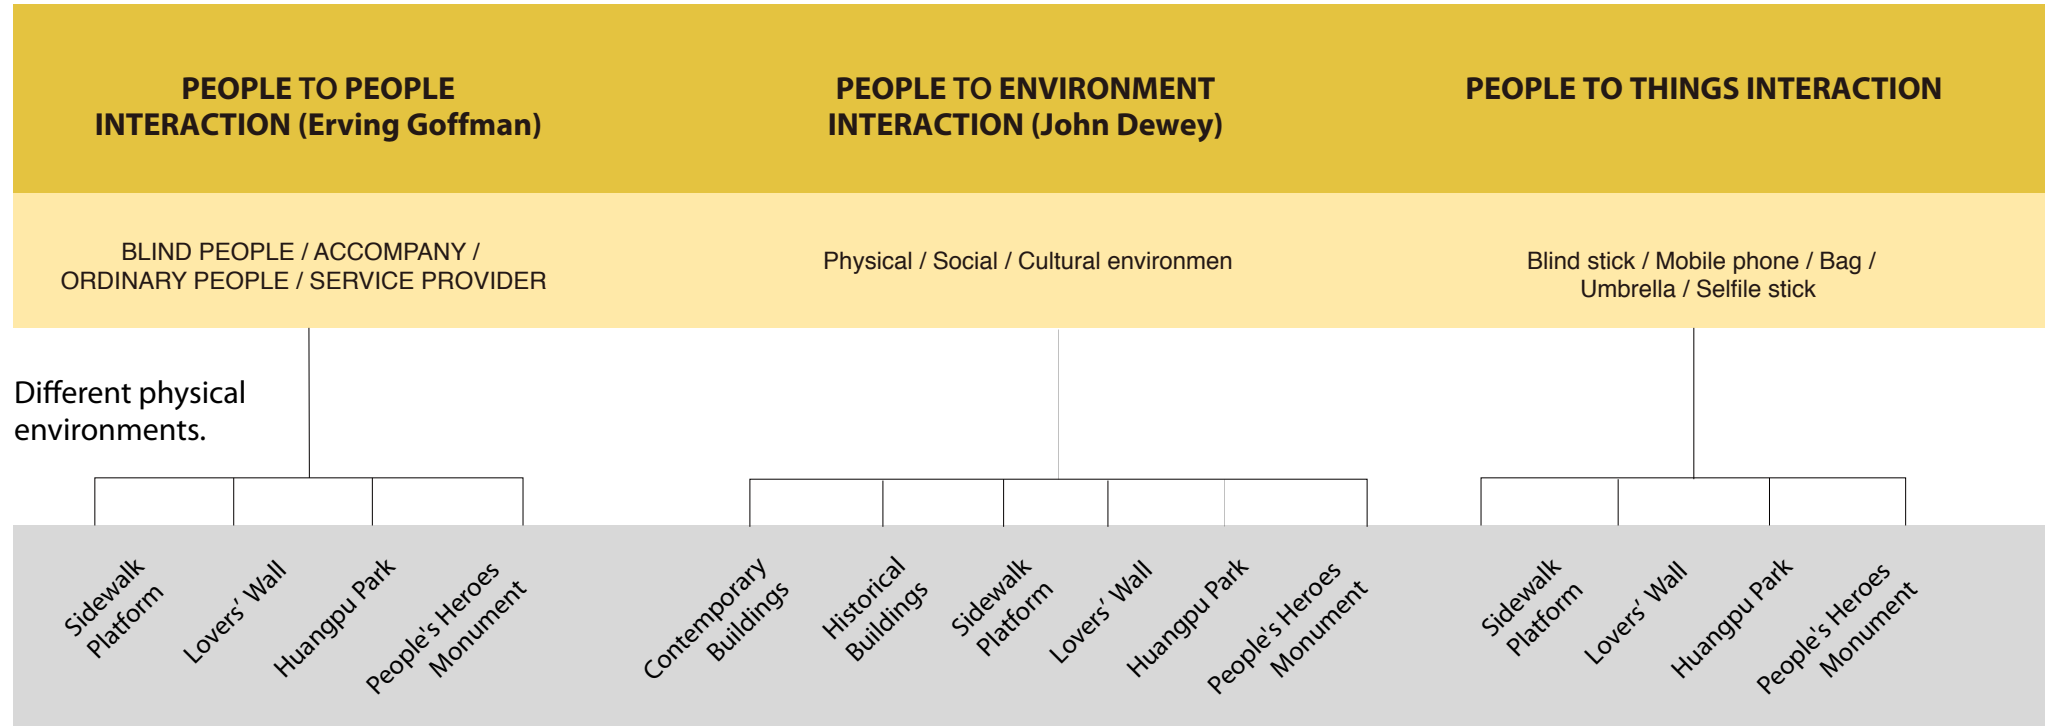 PEOPLE TO PEOPLE
INTERACTION (Erving Goffman)
PEOPLE TO ENVIRONMENT
INTERACTION (John Dewey)
PEOPLE TO THINGS INTERACTION
BLIND PEOPLE / ACCOMPANY /
ORDINARY PEOPLE / SERVICE PROVIDER
Physical / Social / Cultural environmen
Blind stick / Mobile phone / Bag /
Umbrella / Selfile stick
Different physical
environments.
Sidewalk
Platform
Lovers' Wall
Huangpu Park
People's Heroes
Monument
Contemporary
Buildings
Historical
Buildings
Sidewalk
Platform
Lovers' Wall
Huangpu Park
People's Heroes
Monument
Sidewalk
Platform
Lovers' Wall
Huangpu Park
People's Heroes
Monument